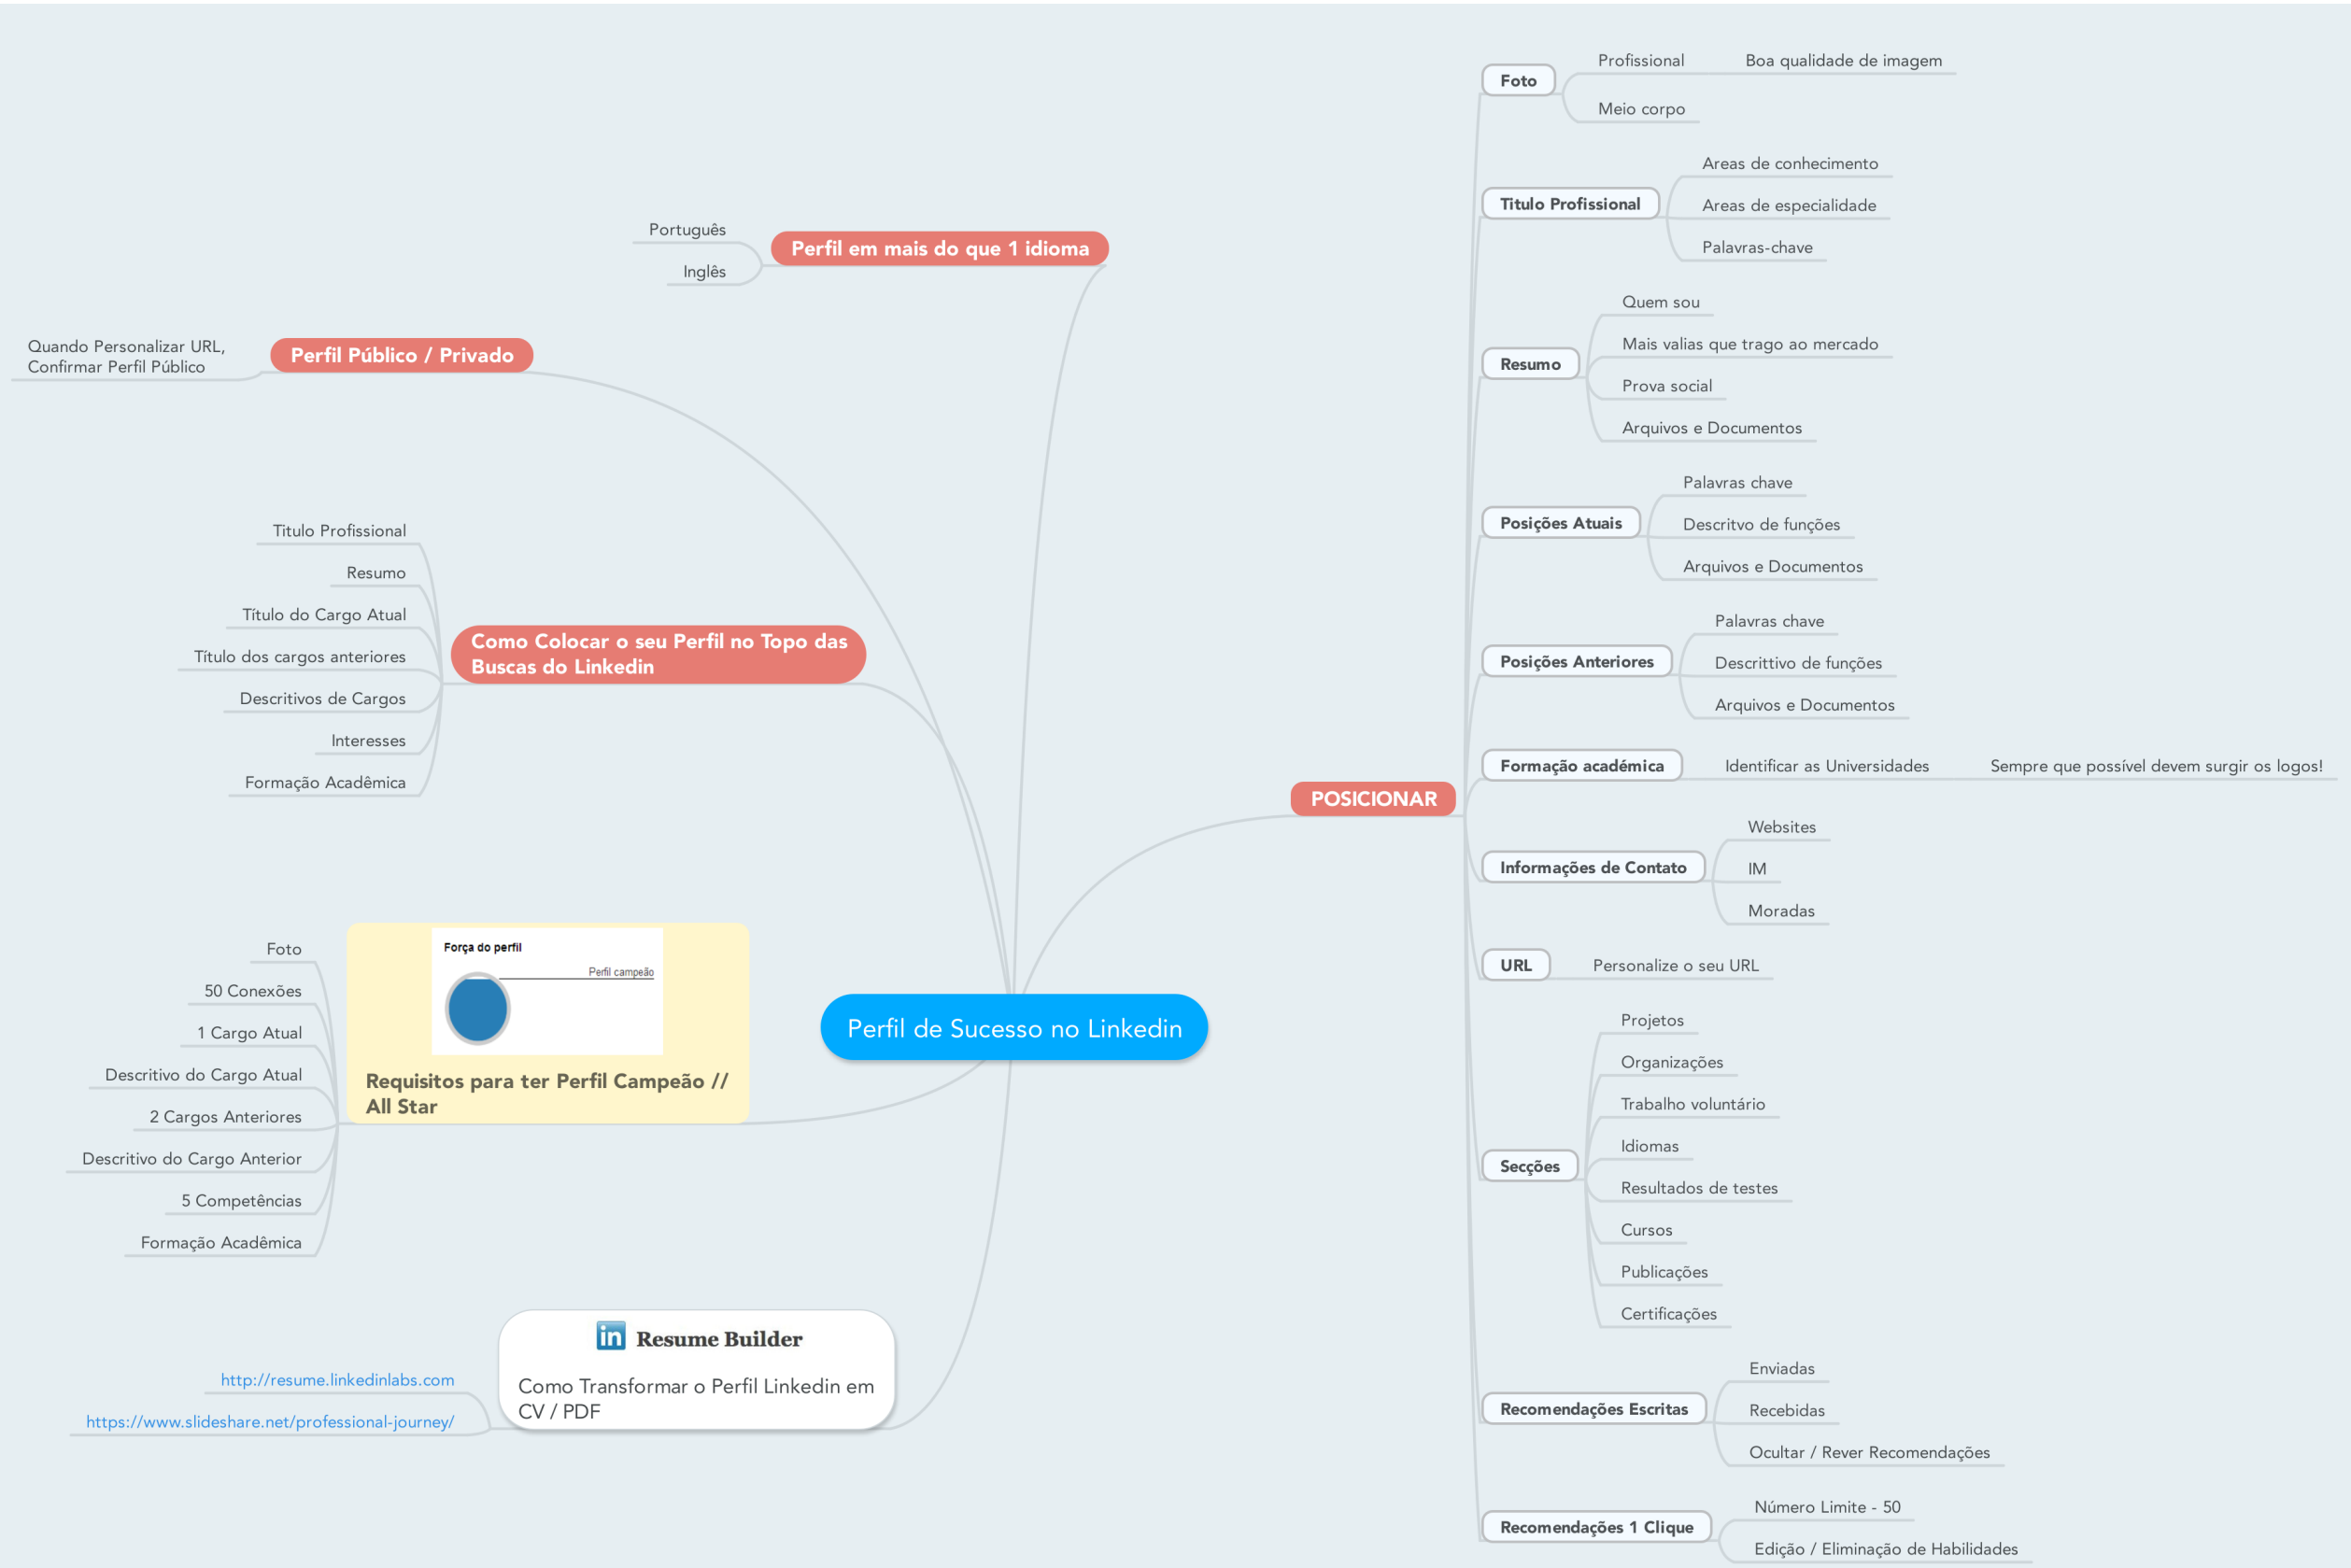 Perfil de Sucesso no Linkedin
POSICIONAR
Foto
Profissional
Boa qualidade de imagem
Meio corpo
Titulo Profissional
Areas de conhecimento
Areas de especialidade
Palavras-chave
Resumo
Quem sou
Mais valias que trago ao mercado
Prova social
Arquivos e Documentos
Posições Atuais
Palavras chave
Descritvo de funções
Arquivos e Documentos
Posições Anteriores
Palavras chave
Descrittivo de funções
Arquivos e Documentos
Formação académica
Identificar as Universidades
Sempre que possível devem surgir os logos!
Informações de Contato
Websites
IM
Moradas
URL
Personalize o seu URL
Secções
Projetos
Organizações
Trabalho voluntário
Idiomas
Resultados de testes
Cursos
Publicações
Certificações
Recomendações Escritas
Enviadas
Recebidas
Ocultar / Rever Recomendações
Recomendações 1 Clique
Número Limite - 50
Edição / Eliminação de Habilidades
Perfil em mais do que 1 idioma
Português
Inglês
Perfil Público / Privado
Quando Personalizar URL,
Confirmar Perfil Público
Como Colocar o seu Perfil no Topo das
Buscas do Linkedin
Titulo Profissional
Resumo
Título do Cargo Atual
Título dos cargos anteriores
Descritivos de Cargos
Interesses
Formação Acadêmica
Força do perfil
Perfil campeão
Requisitos para ter Perfil Campeão //
All Star
Foto
50 Conexões
1 Cargo Atual
Descritivo do Cargo Atual
2 Cargos Anteriores
Descritivo do Cargo Anterior
5 Competências
Formação Acadêmica
in Resume Builder
Como Transformar o Perfil Linkedin em
CV / PDF
http://resume.linkedinlabs.com
https://www.slideshare.net/professional-journey/